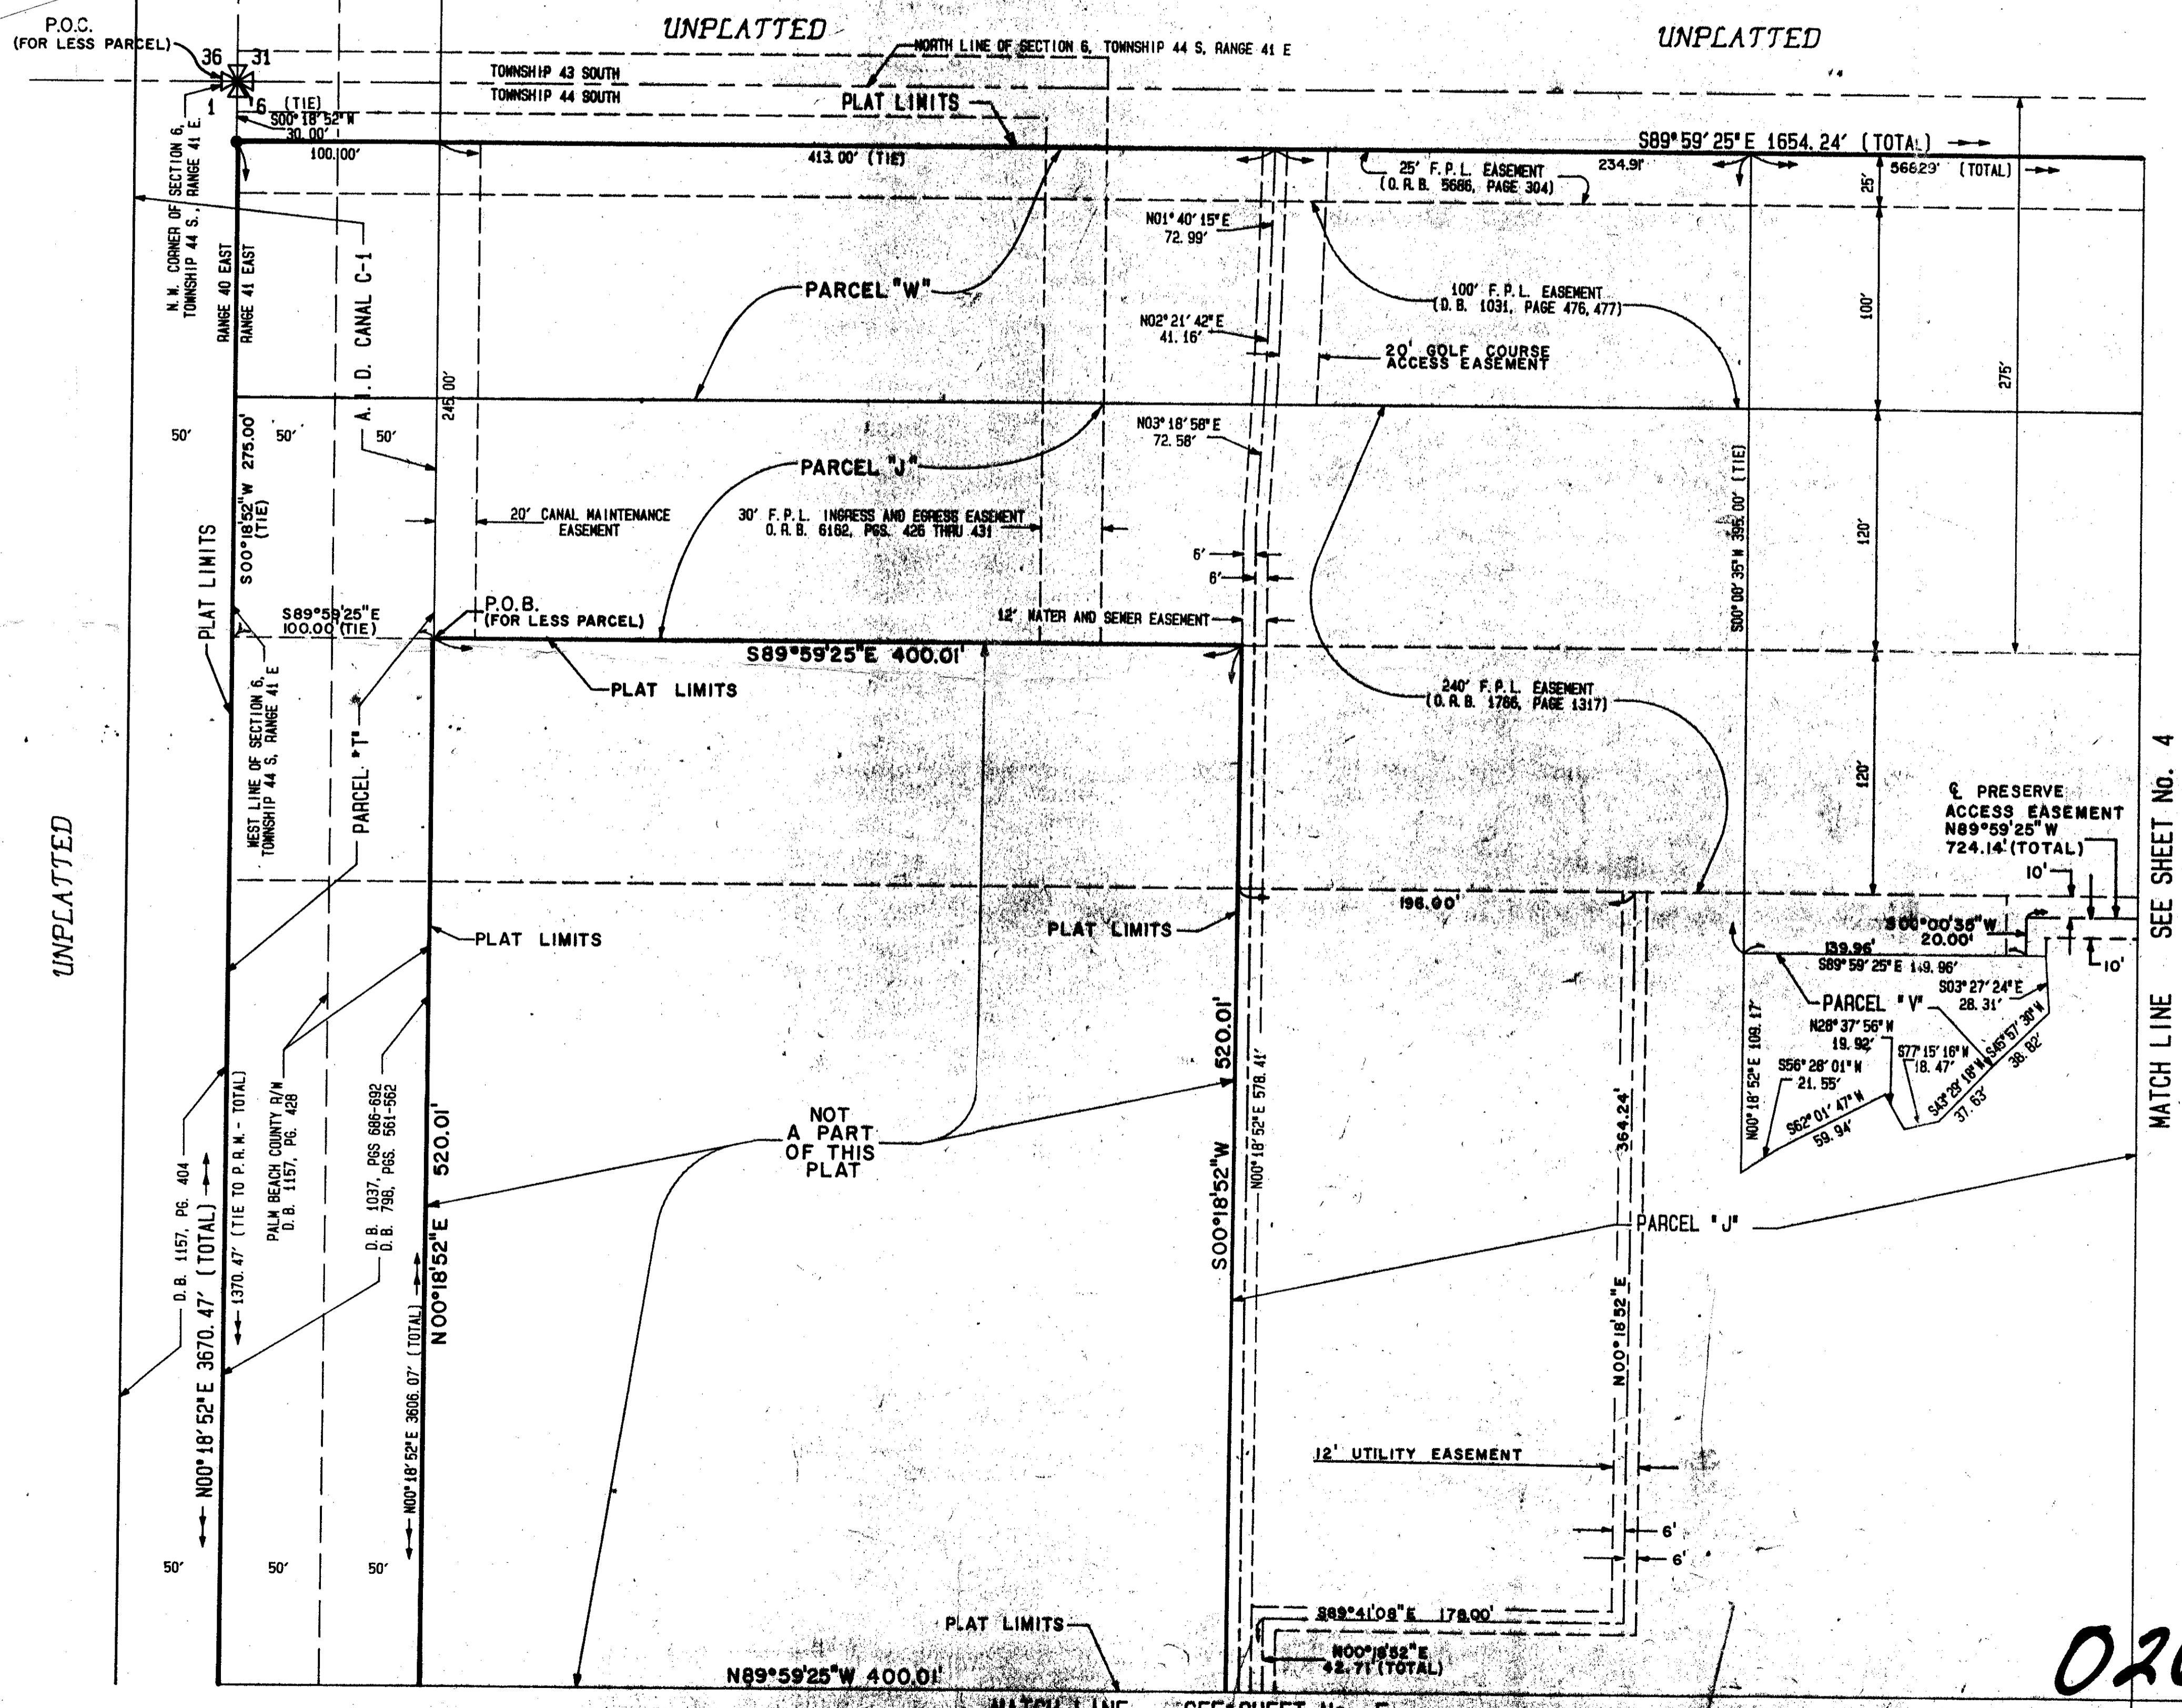 P.O.C.
(FOR LESS PARCEL)
36 31
1 6
UNPLATTED
UNPLATTED
NORTH LINE OF SECTION 6, TOWNSHIP 44 S, RANGE 41 E
TOWNSHIP 43 SOUTH
TOWNSHIP 44 SOUTH
PLAT LIMITS
(TIE)
S00°18'52"W
30.00'
100.00'
413.00' (TIE)
S89°59'25"E 1654.24' (TOTAL)
25' F.P.L. EASEMENT
(O.R.B. 5686, PAGE 304)
234.91'
568.29' (TOTAL)
25'
N.W. CORNER OF SECTION 6,
TOWNSHIP 44 S., RANGE 41 E.
RANGE 40 EAST
RANGE 41 EAST
A.I.D. CANAL C-1
N01°40'15"E
72.99'
PARCEL "W"
100' F.P.L. EASEMENT
(D.B. 1031, PAGE 476, 477)
100'
N02°21'42"E
41.16'
20' GOLF COURSE
ACCESS EASEMENT
275'
245.00'
50'
50'
50'
S00°18'52"W 275.00'
(TIE)
N03°18'58"E
72.58'
PARCEL "J"
20' CANAL MAINTENANCE
EASEMENT
30' F.P.L. INGRESS AND EGRESS EASEMENT
O.R.B. 6162, PGS. 426 THRU 431
6'
6'
S00°00'35"W 395.00' (TIE)
120'
PLAT LIMITS
S89°59'25"E
100.00'(TIE)
P.O.B.
(FOR LESS PARCEL)
12' WATER AND SEWER EASEMENT
S89°59'25"E 400.01'
PLAT LIMITS
WEST LINE OF SECTION 6,
TOWNSHIP 44 S, RANGE 41 E
PARCEL "T"
240' F.P.L. EASEMENT
(O.R.B. 1786, PAGE 1317)
120'
UNPLATTED
℄ PRESERVE
ACCESS EASEMENT
N89°59'25"W
724.14'(TOTAL)
10'
10'
MATCH LINE SEE SHEET No. 4
PLAT LIMITS
PLAT LIMITS
196.00'
S00°00'35"W
20.00'
139.96'
S89°59'25"E 149.96'
S03°27'24"E
28.31'
PARCEL "V"
N28°37'56"W
19.92'
S77°15'16"W
18.47'
S45°57'30"W
38.82'
S43°29'18"W
37.63'
S56°28'01"W
21.55'
S62°01'47"W
59.94'
N00°18'52"E 109.17'
520.01'
S00°18'52"W
N00°18'52"E 578.41'
364.24'
N00°18'52"E
NOT
A PART
OF THIS
PLAT
PARCEL "J"
D.B. 1157, PG. 404
N00°18'52"E 3670.47' (TOTAL)
1370.47' (TIE TO P.R.M. - TOTAL)
PALM BEACH COUNTY R/W
D.B. 1157, PG. 428
D.B. 1037, PGS 686-692
D.B. 798, PGS. 561-562
N00°18'52"E 3606.07' (TOTAL)
N00°18'52"E 520.01'
12' UTILITY EASEMENT
6'
6'
50'
50'
50'
S89°41'08"E 178.00'
PLAT LIMITS
N00°18'52"E
42.71'(TOTAL)
N89°59'25"W 400.01'